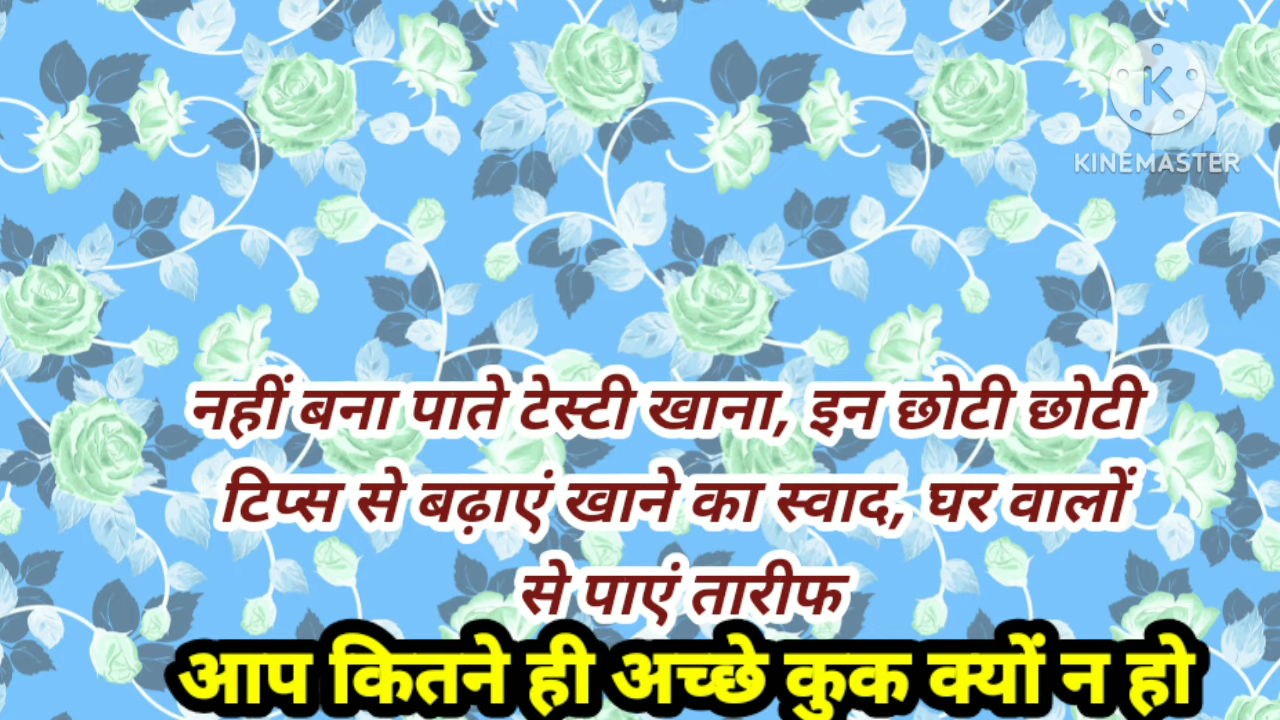 K
KINEMASTER
नहीं बना पाते टेस्टी खाना, इन छोटी छोटी
टिप्स से बढ़ाएं खाने का स्वाद, घर वालों
से पाएं तारीफ
आप कितने ही अच्छे कुक क्यों न हो